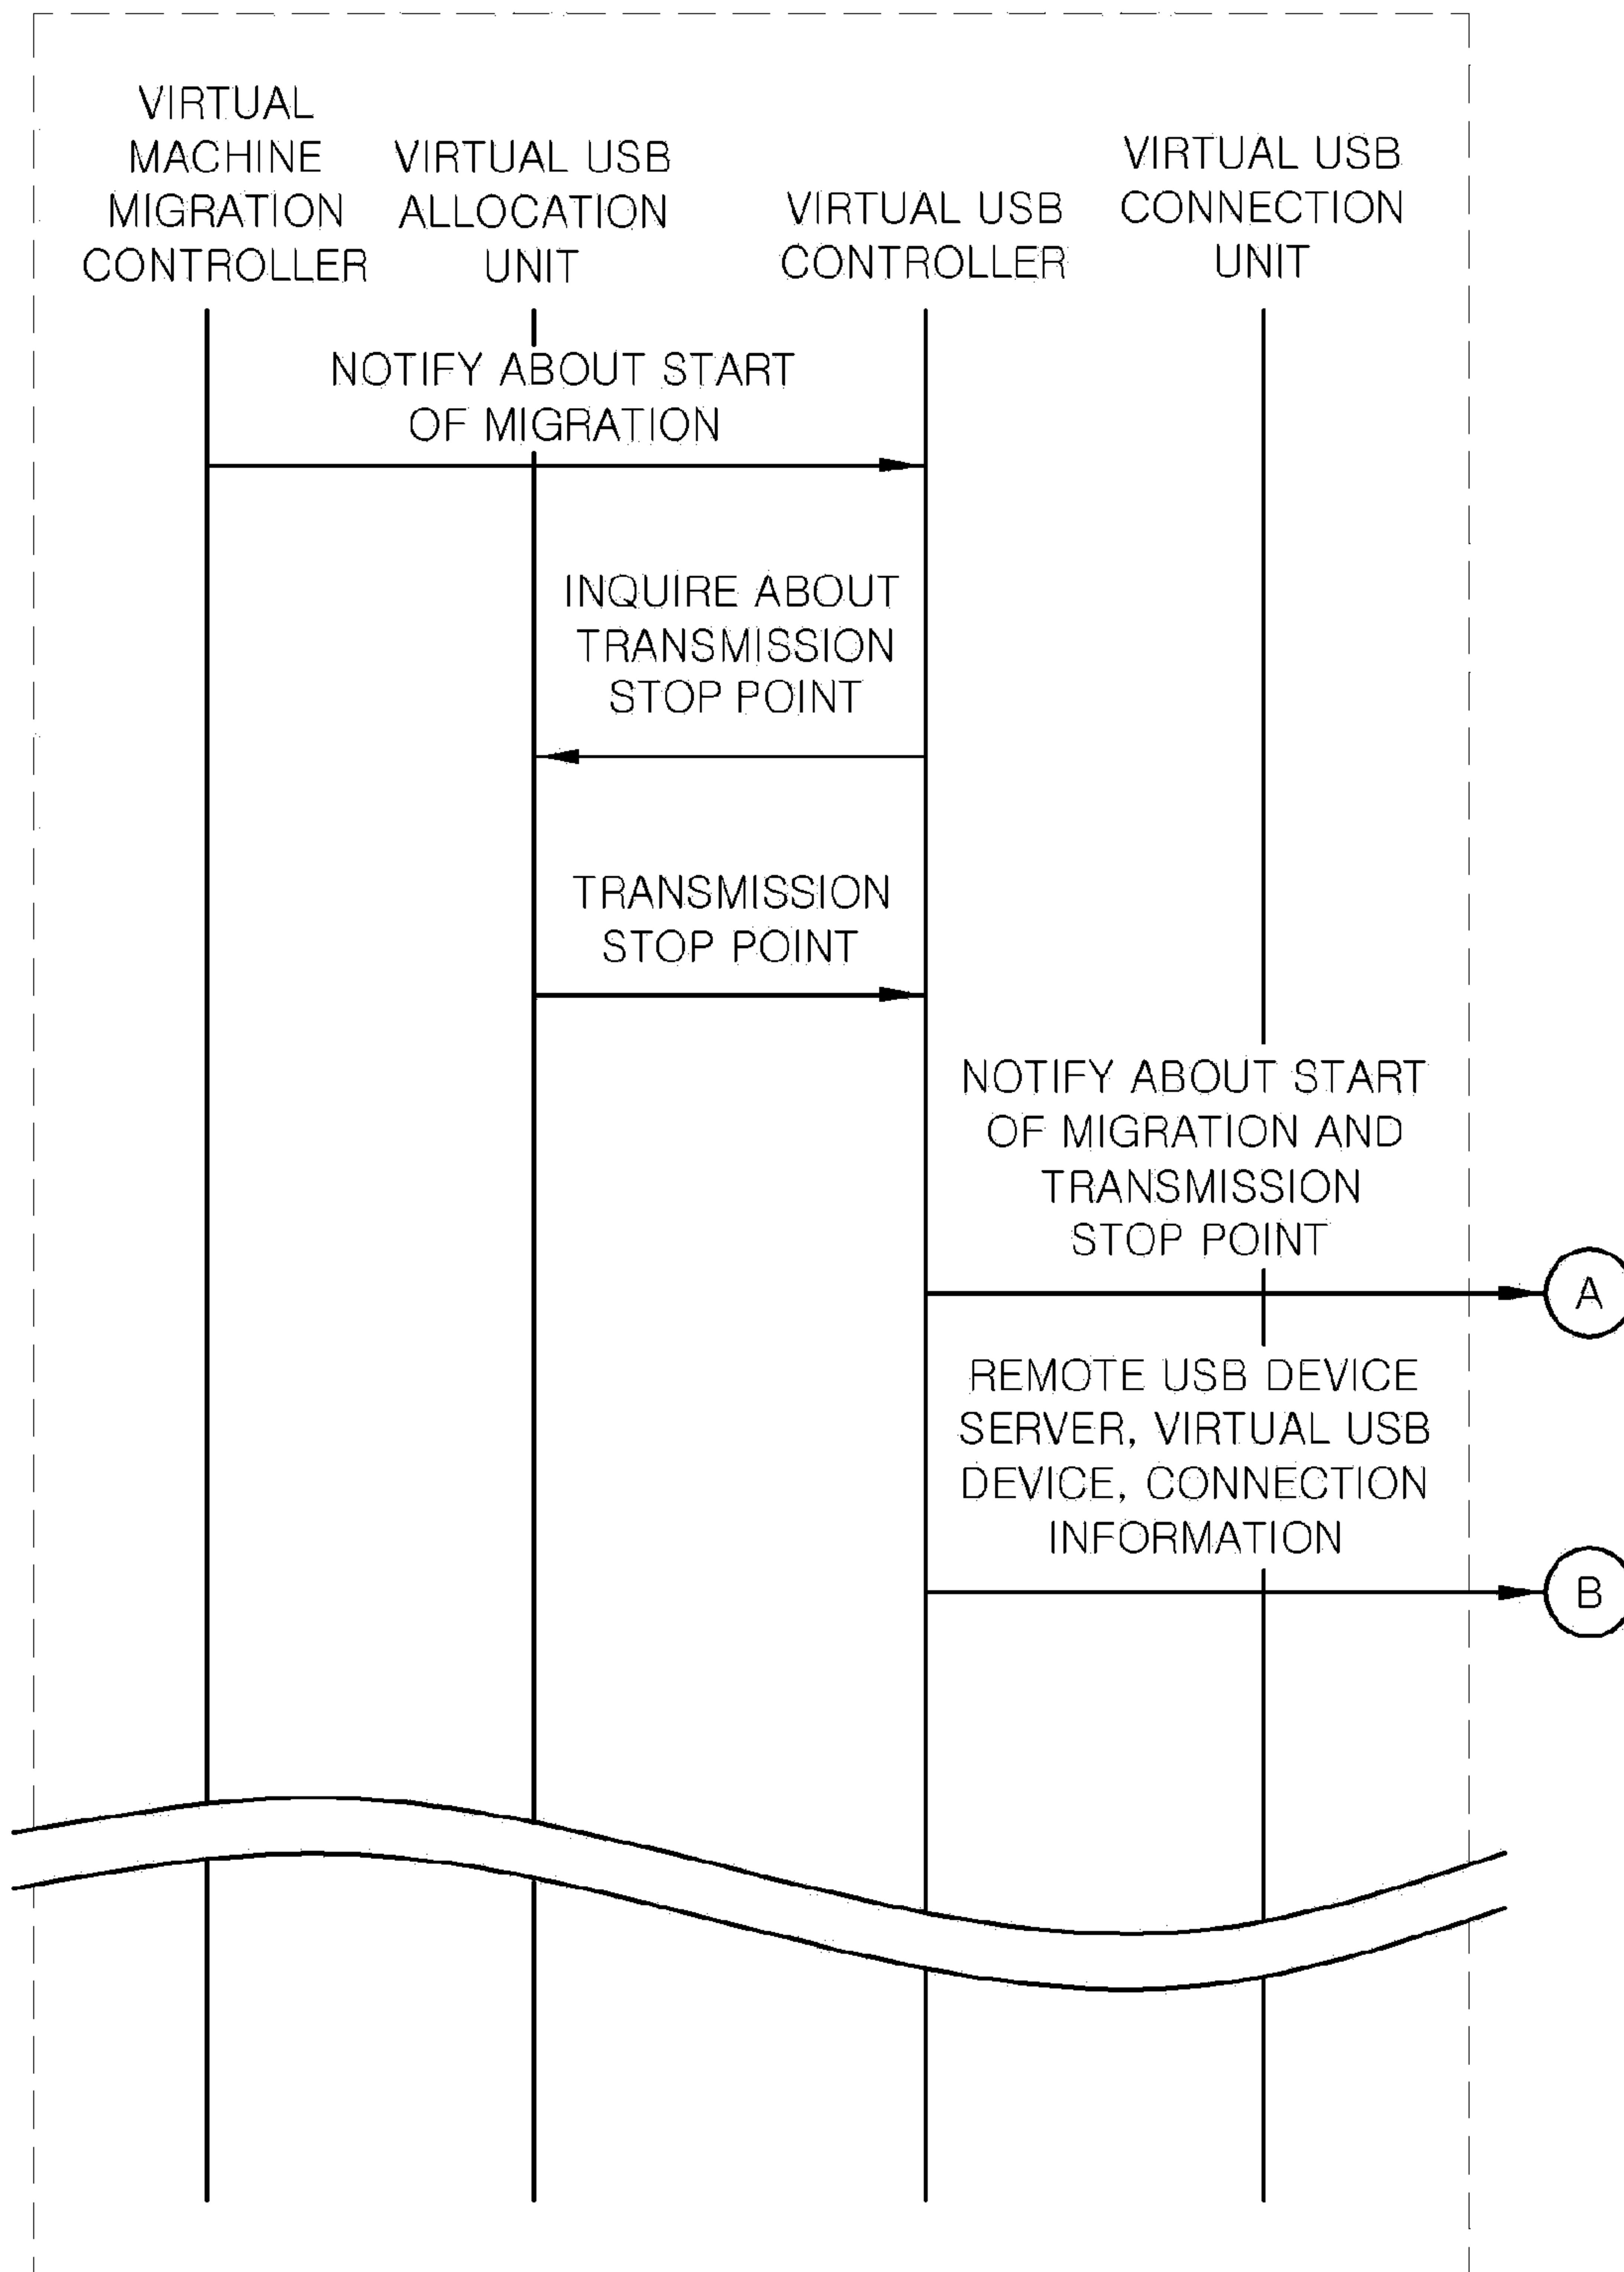 VIRTUAL
MACHINE
MIGRATION
CONTROLLER
VIRTUAL USB
ALLOCATION
UNIT
VIRTUAL USB
CONTROLLER
VIRTUAL USB
CONNECTION
UNIT
NOTIFY ABOUT START
OF MIGRATION
INQUIRE ABOUT
TRANSMISSION
STOP POINT
TRANSMISSION
STOP POINT
NOTIFY ABOUT START
OF MIGRATION AND
TRANSMISSION
STOP POINT
A
REMOTE USB DEVICE
SERVER, VIRTUAL USB
DEVICE, CONNECTION
INFORMATION
B